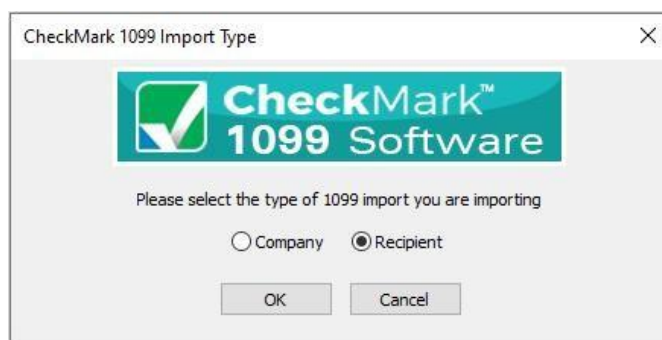 CheckMark 1099 Import Type
CheckMark™
1099 Software
Please select the type of 1099 import you are importing
Company Recipient
OK Cancel